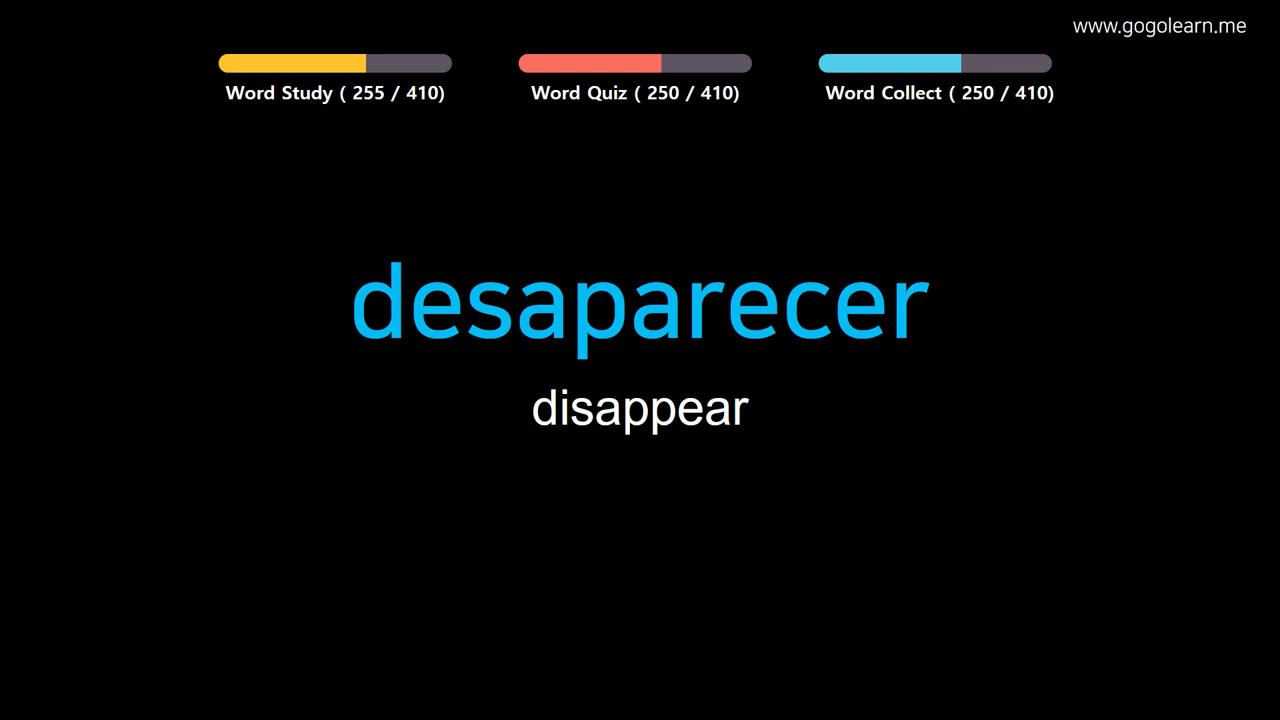 www.gogolearn.me
Word Study ( 255 / 410)
Word Quiz ( 250 / 410)
Word Collect ( 250 / 410)
desaparecer
disappear